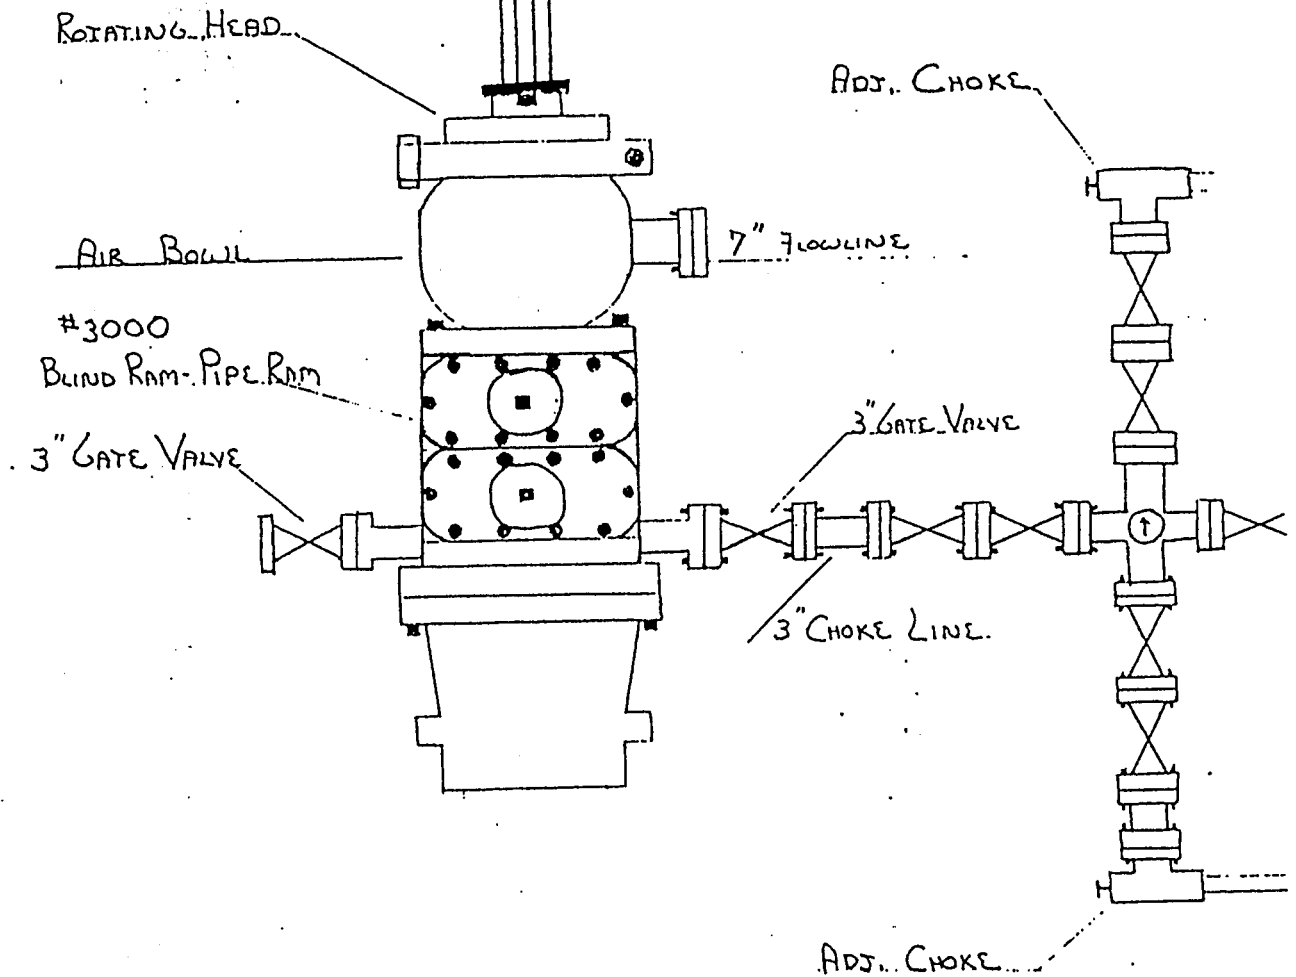 ROTATING HEAD
ADJ. CHOKE
AIR BOWL
7" FLOWLINE
#3000
BLIND RAM-PIPE RAM
3" GATE VALVE
3" GATE VALVE
3" CHOKE LINE
ADJ. CHOKE